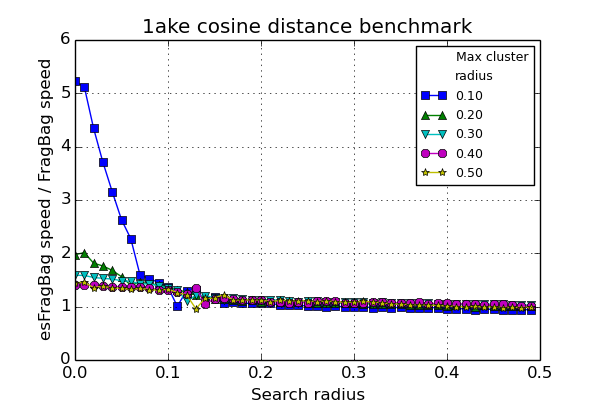 1ake cosine distance benchmark
esFragBag speed / FragBag speed
6
5
4
3
2
1
0
Max cluster
radius
0.10
0.20
0.30
0.40
0.50
0.0 0.1 0.2 0.3 0.4 0.5
Search radius